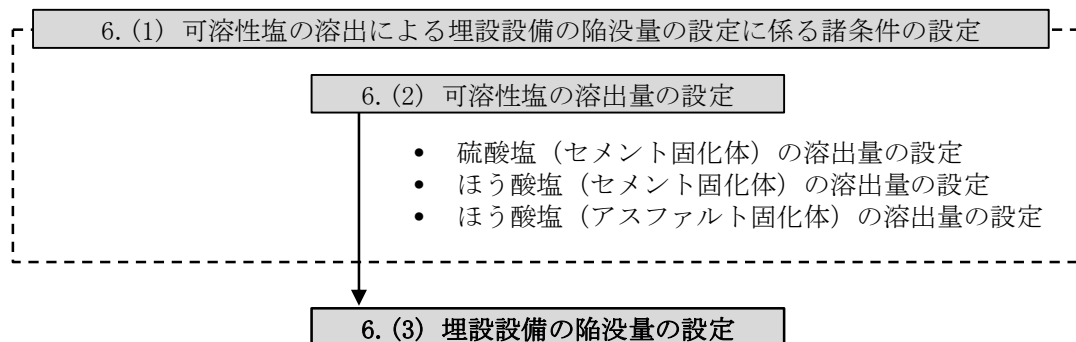 6.(1) 可溶性塩の溶出による埋設設備の陥没量の設定に係る諸条件の設定
6.(2) 可溶性塩の溶出量の設定
• 硫酸塩（セメント固化体）の溶出量の設定
• ほう酸塩（セメント固化体）の溶出量の設定
• ほう酸塩（アスファルト固化体）の溶出量の設定
6.(3) 埋設設備の陥没量の設定